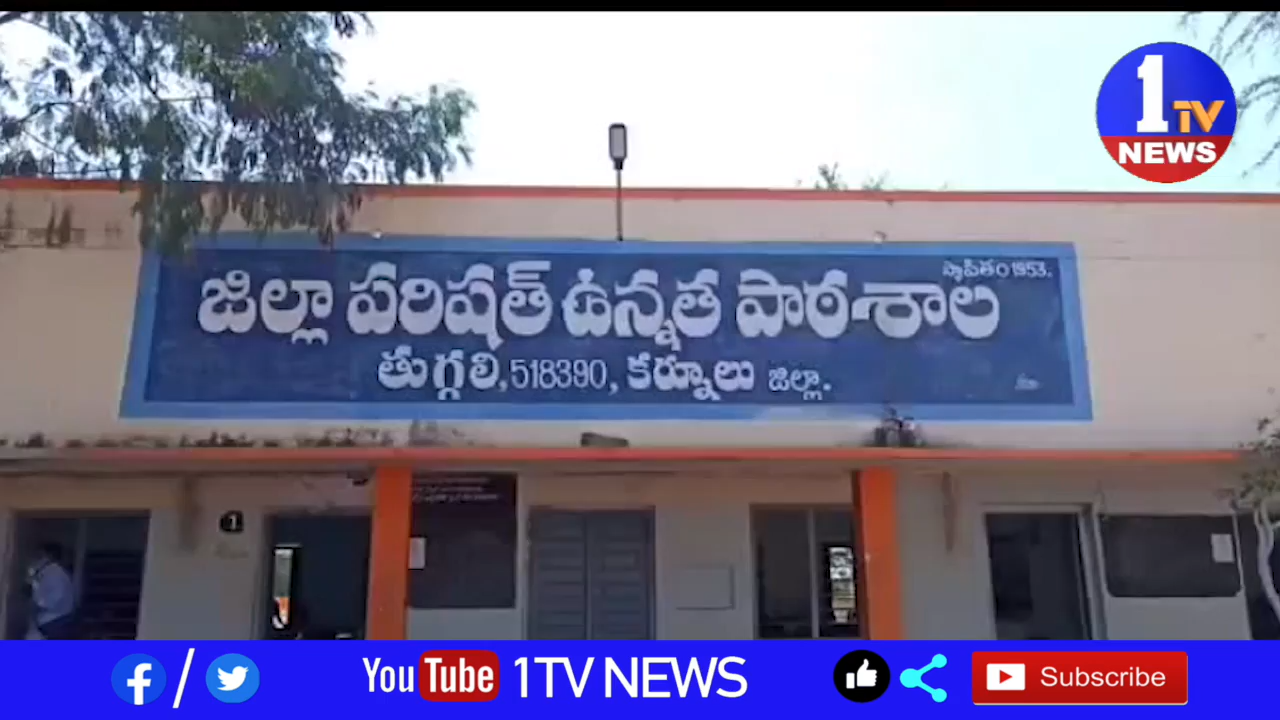 1
TV
NEWS
స్థాపితం 1953.
జిల్లా పరిషత్ ఉన్నత పాఠశాల
తుగ్గలి, 518390, కర్నూలు జిల్లా.
1
YouTube 1TV NEWS
Subscribe